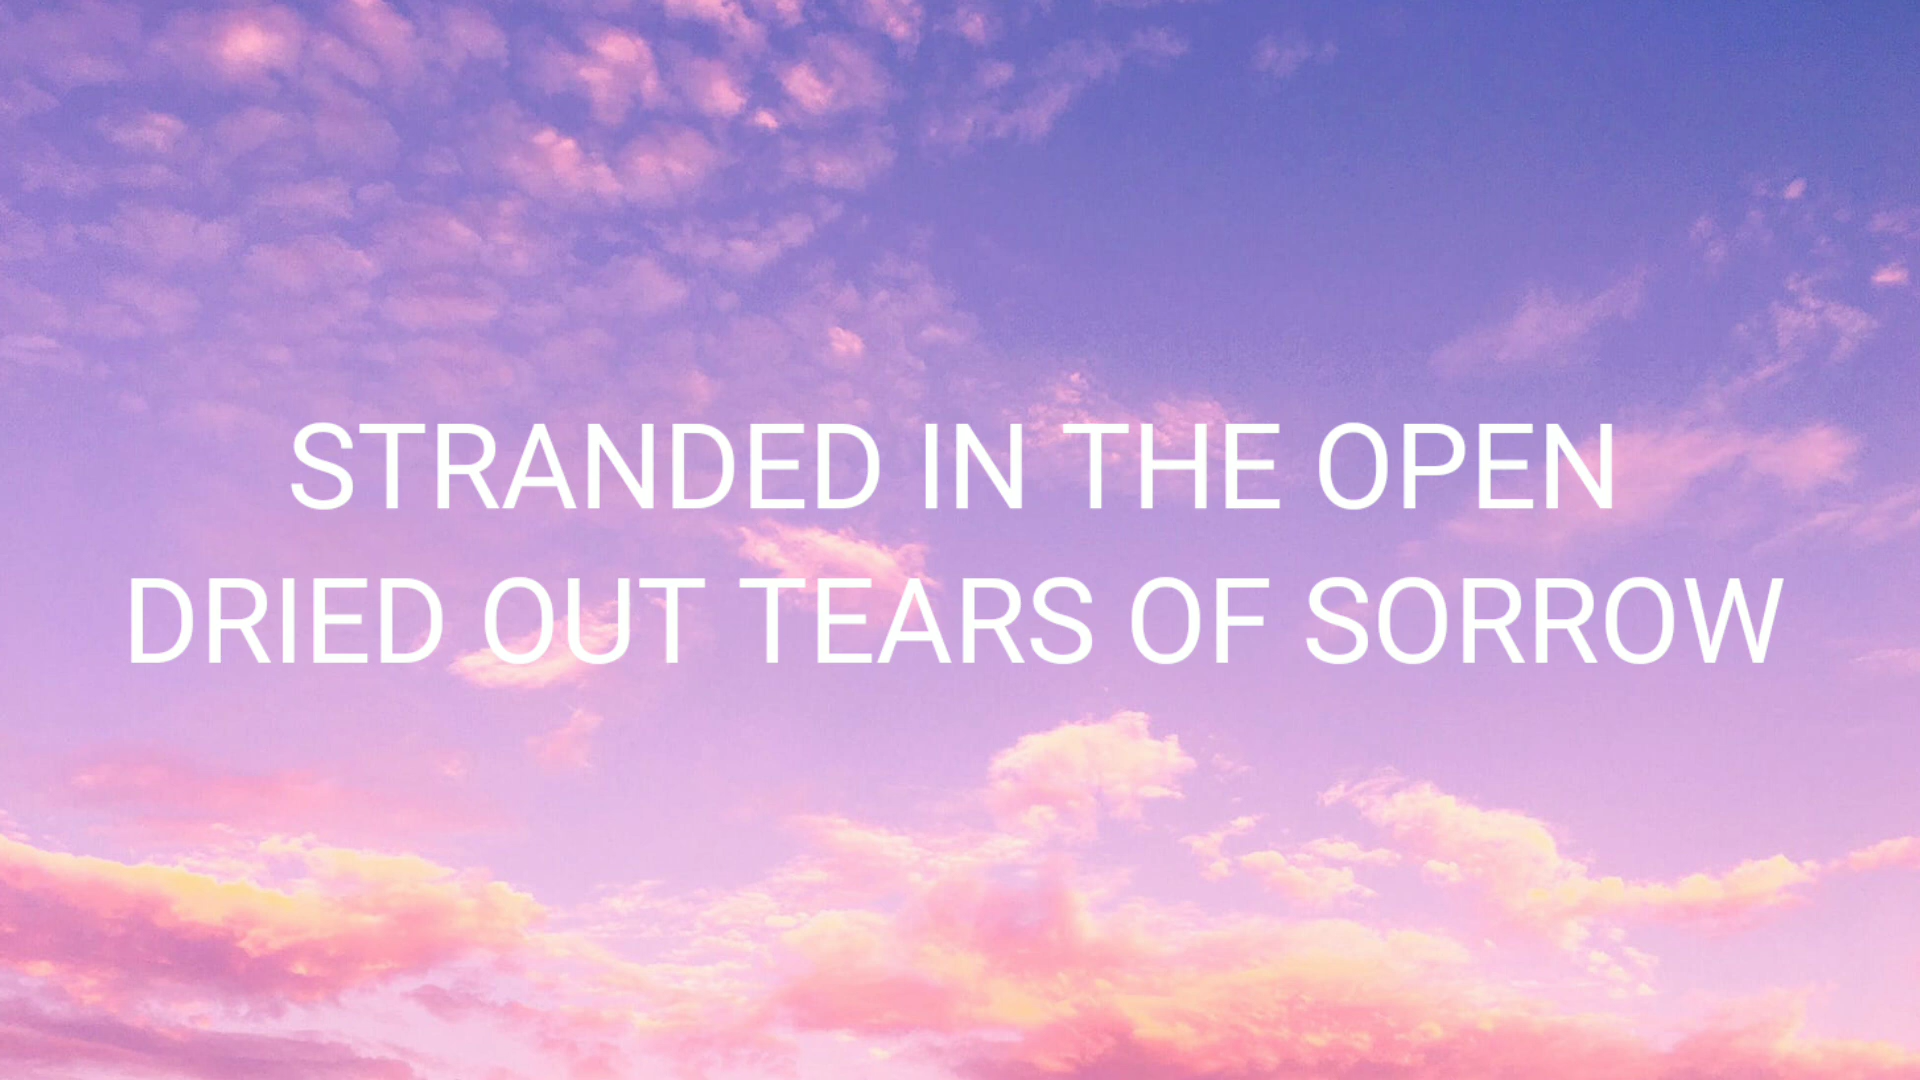 STRANDED IN THE OPEN
DRIED OUT TEARS OF SORROW